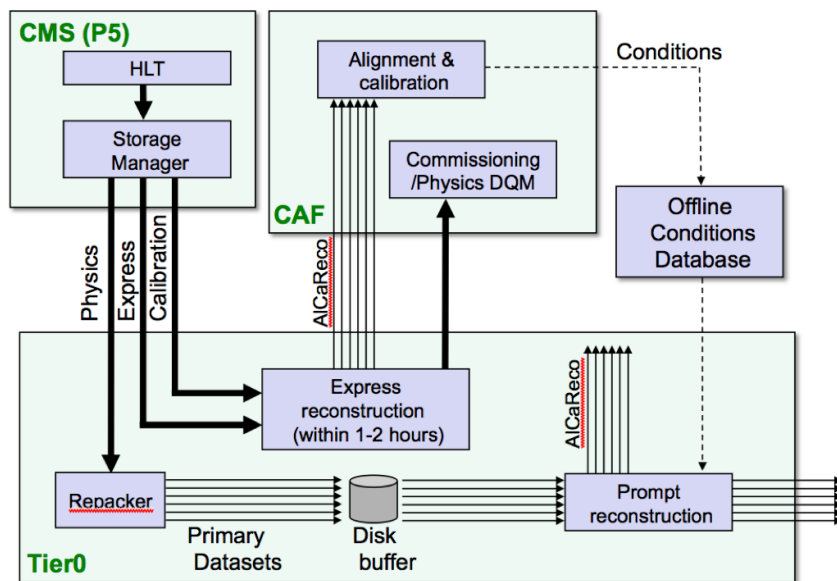 CMS (P5)
HLT
Storage
Manager
Alignment &
calibration
Conditions
Commissioning
/Physics DQM
CAF
Offline
Conditions
Database
Physics
Express
Calibration
AlCaReco
Express
reconstruction
(within 1-2 hours)
AlCaReco
Repacker
Primary
Datasets
Disk
buffer
Prompt
reconstruction
Tier0